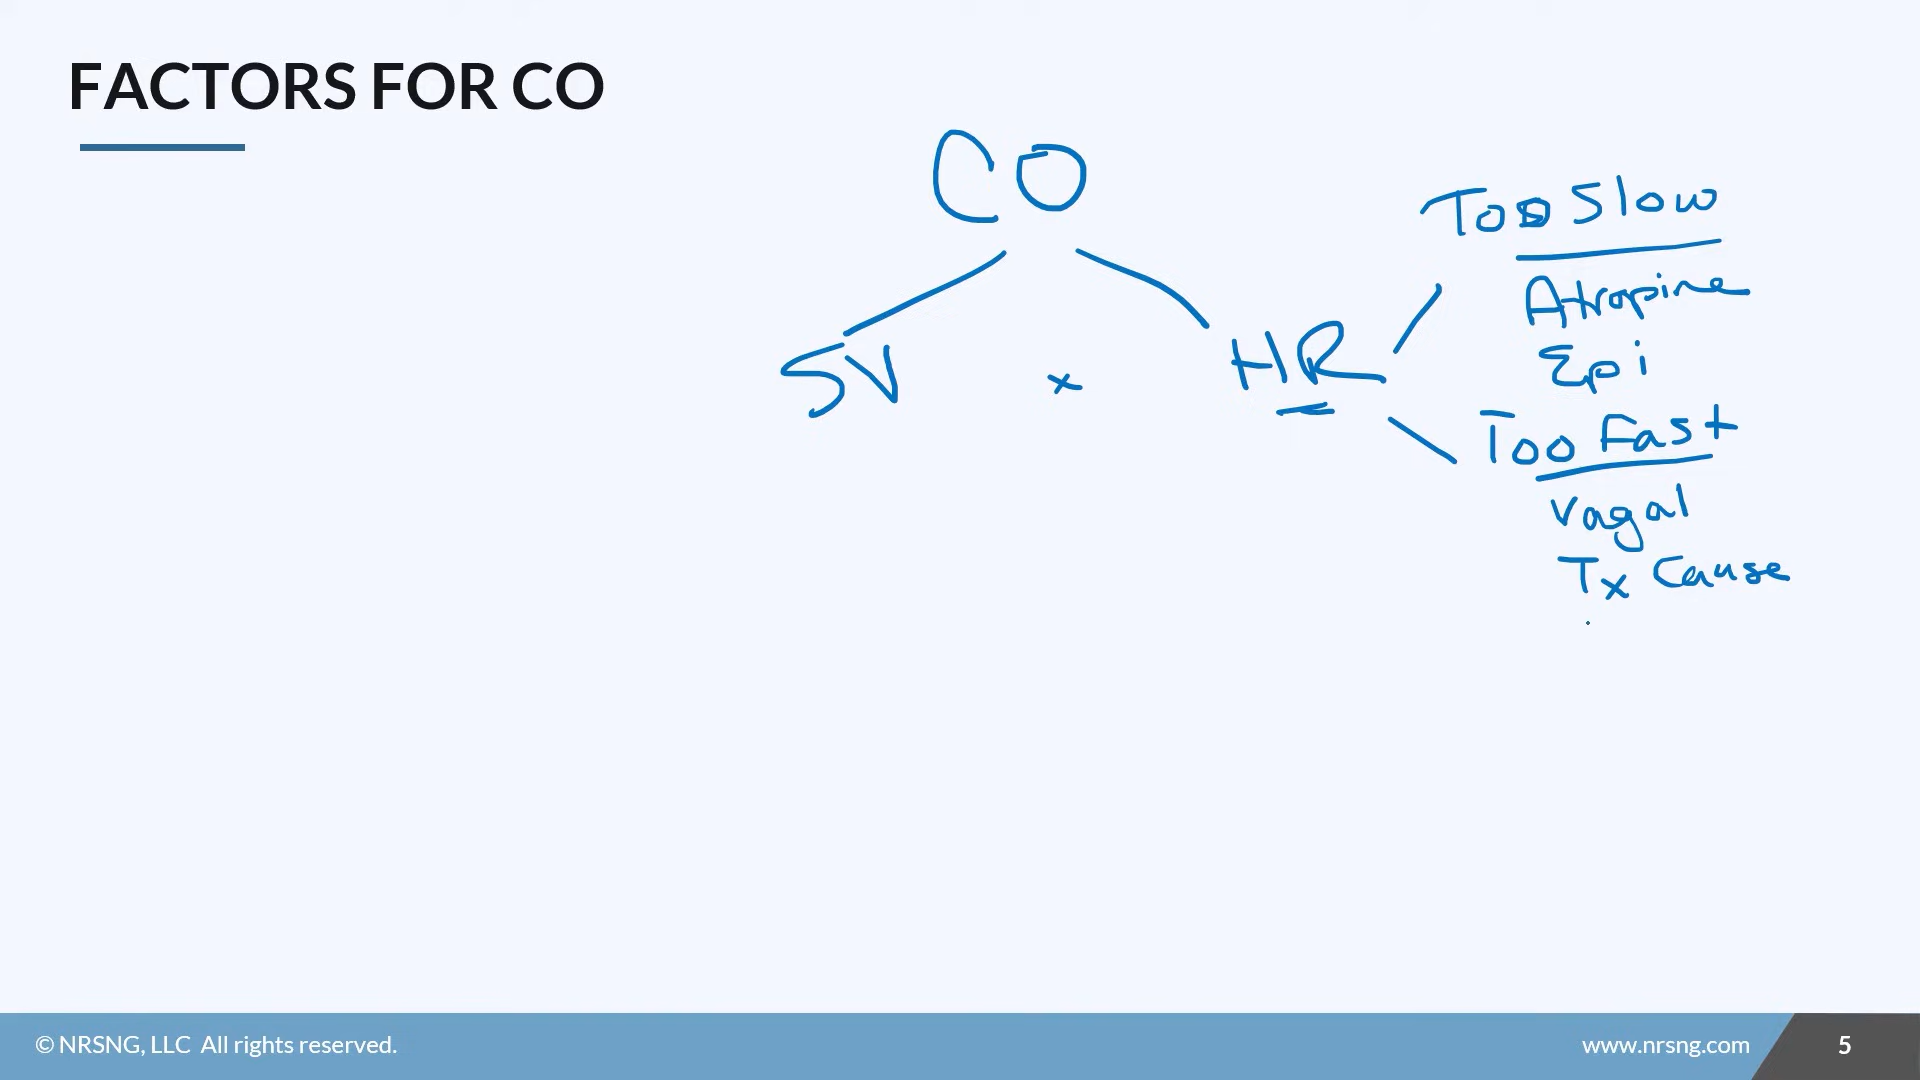 FACTORS FOR CO
CO
SV x HR
Too Slow
Atropine
Epi
Too Fast
vagal
Tx Cause
© NRSNG, LLC All rights reserved.
www.nrsng.com
5